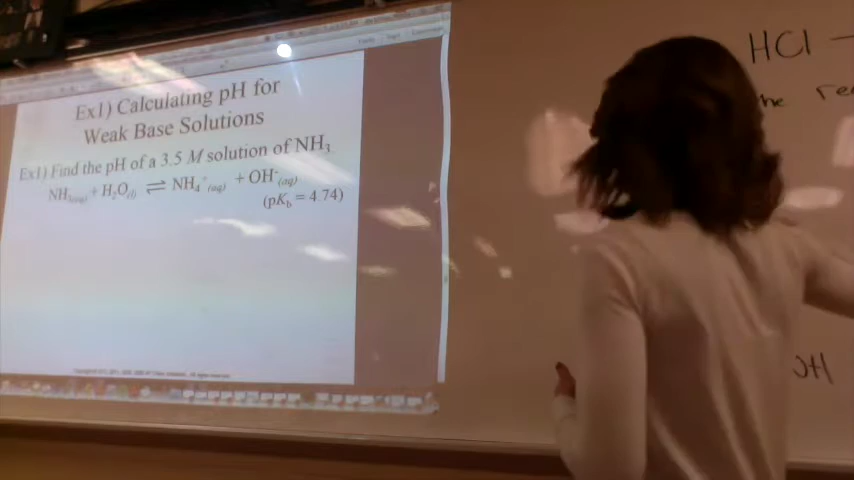 Ex1) Calculating pH for
Weak Base Solutions
Ex1) Find the pH of a 3.5 M solution of NH₃
NH₃(aq) + H₂O(l) ⇌ NH₄⁺(aq) + OH⁻(aq)
(pKb = 4.74)
HCl –
OH